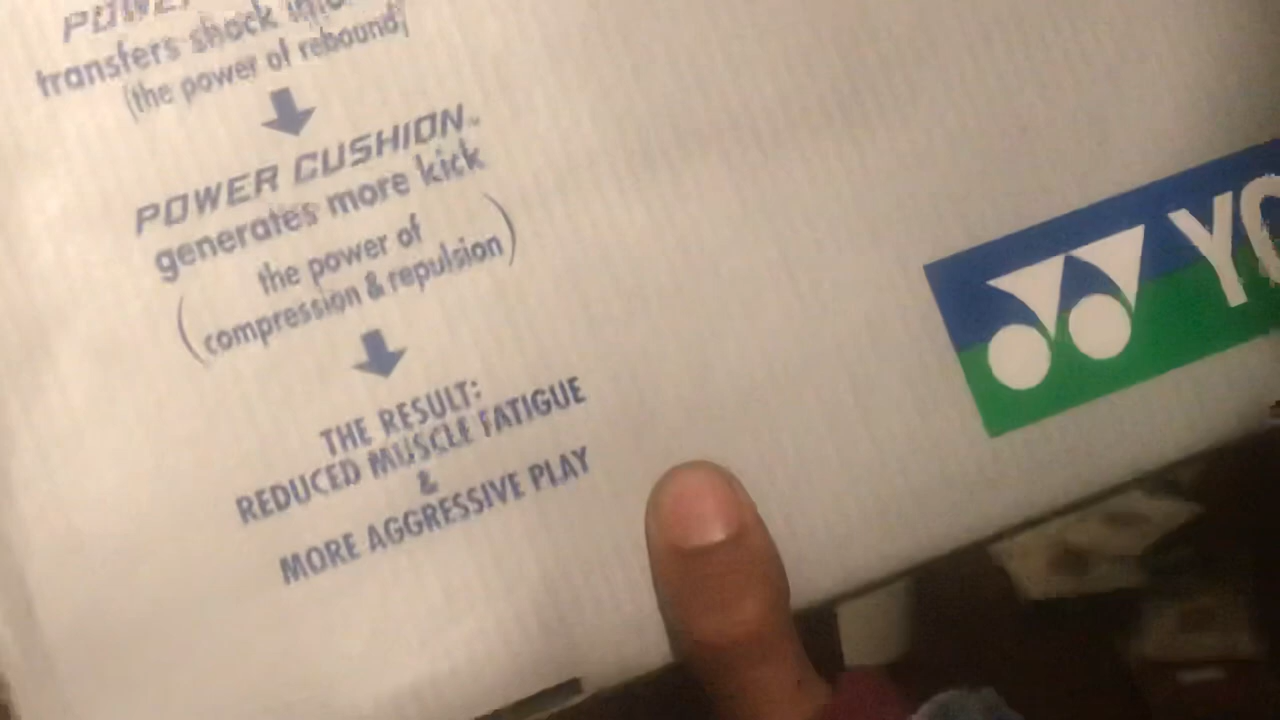 transfers shock
(the power of rebound)
POWER CUSHION™
generates more kick
(the power of
compression & repulsion)
THE RESULT:
REDUCED MUSCLE FATIGUE
&
MORE AGGRESSIVE PLAY